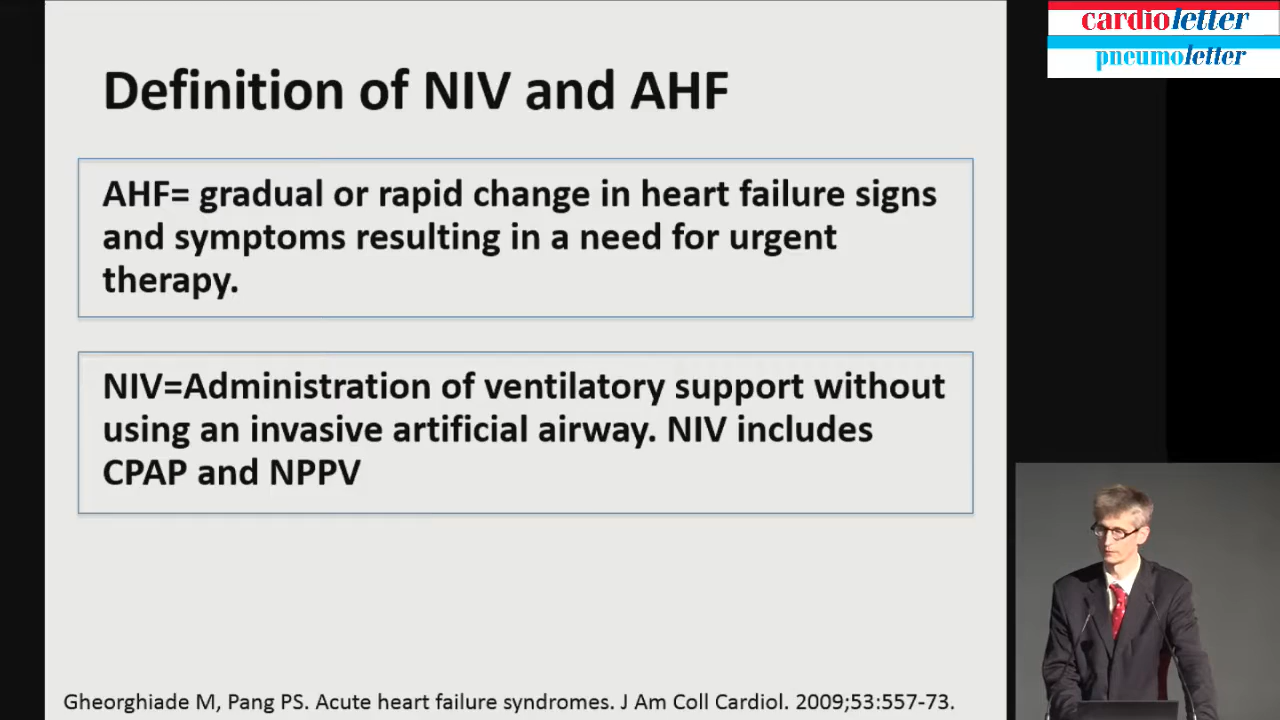 cardioletter
pneumoletter
Definition of NIV and AHF
AHF= gradual or rapid change in heart failure signs
and symptoms resulting in a need for urgent
therapy.
NIV=Administration of ventilatory support without
using an invasive artificial airway. NIV includes
CPAP and NPPV
Gheorghiade M, Pang PS. Acute heart failure syndromes. J Am Coll Cardiol. 2009;53:557-73.